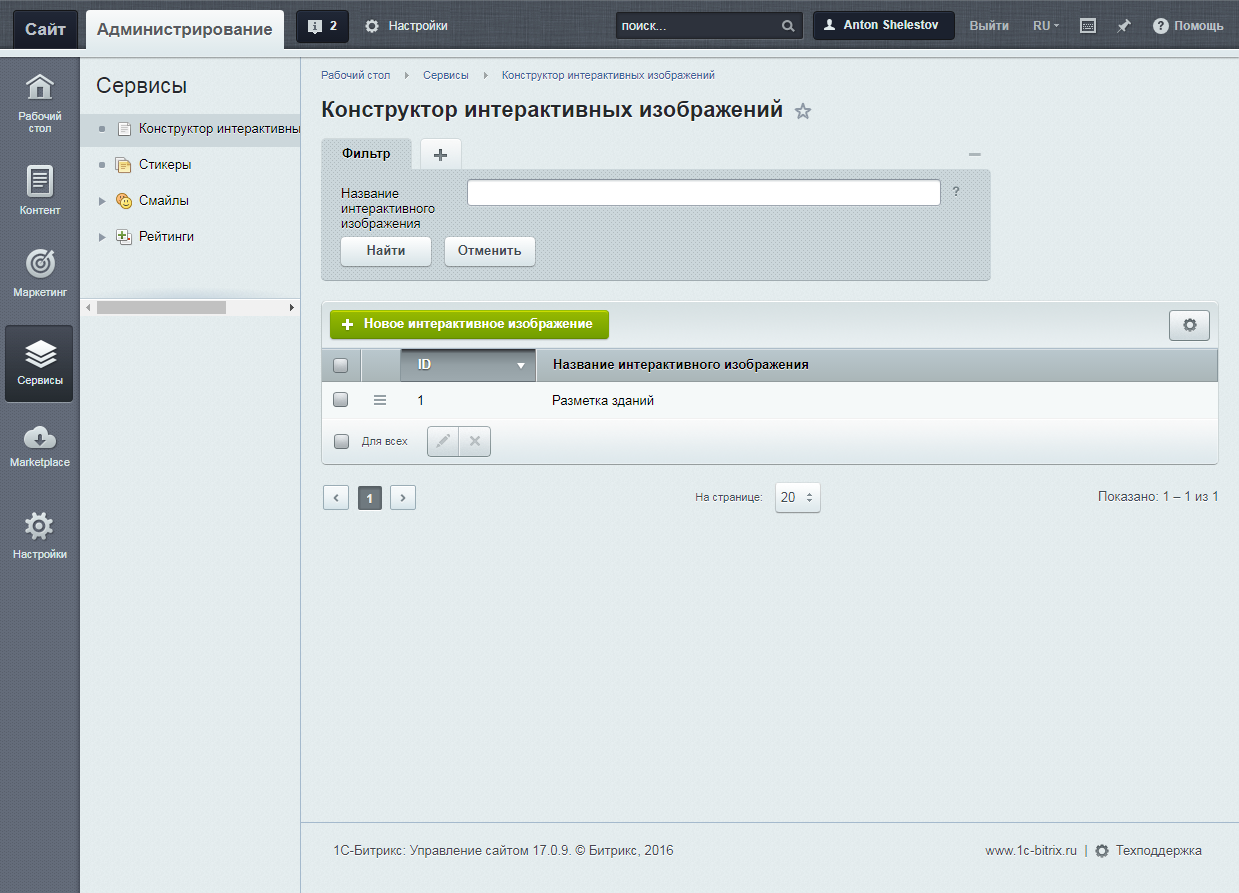 Сайт
Администрирование
2
Настройки
поиск...
Anton Shelestov
Выйти
RU
Помощь
Рабочий
стол
Контент
Маркетинг
Сервисы
Marketplace
Настройки
Сервисы
Конструктор интерактивны
Стикеры
Смайлы
Рейтинги
Рабочий стол
Сервисы
Конструктор интерактивных изображений
Конструктор интерактивных изображений
Фильтр
Название
интерактивного
изображения
?
Найти
Отменить
Новое интерактивное изображение
ID
Название интерактивного изображения
1
Разметка зданий
Для всех
1
На странице:
20
Показано: 1 – 1 из 1
1С-Битрикс: Управление сайтом 17.0.9. © Битрикс, 2016
www.1c-bitrix.ru
|
Техподдержка